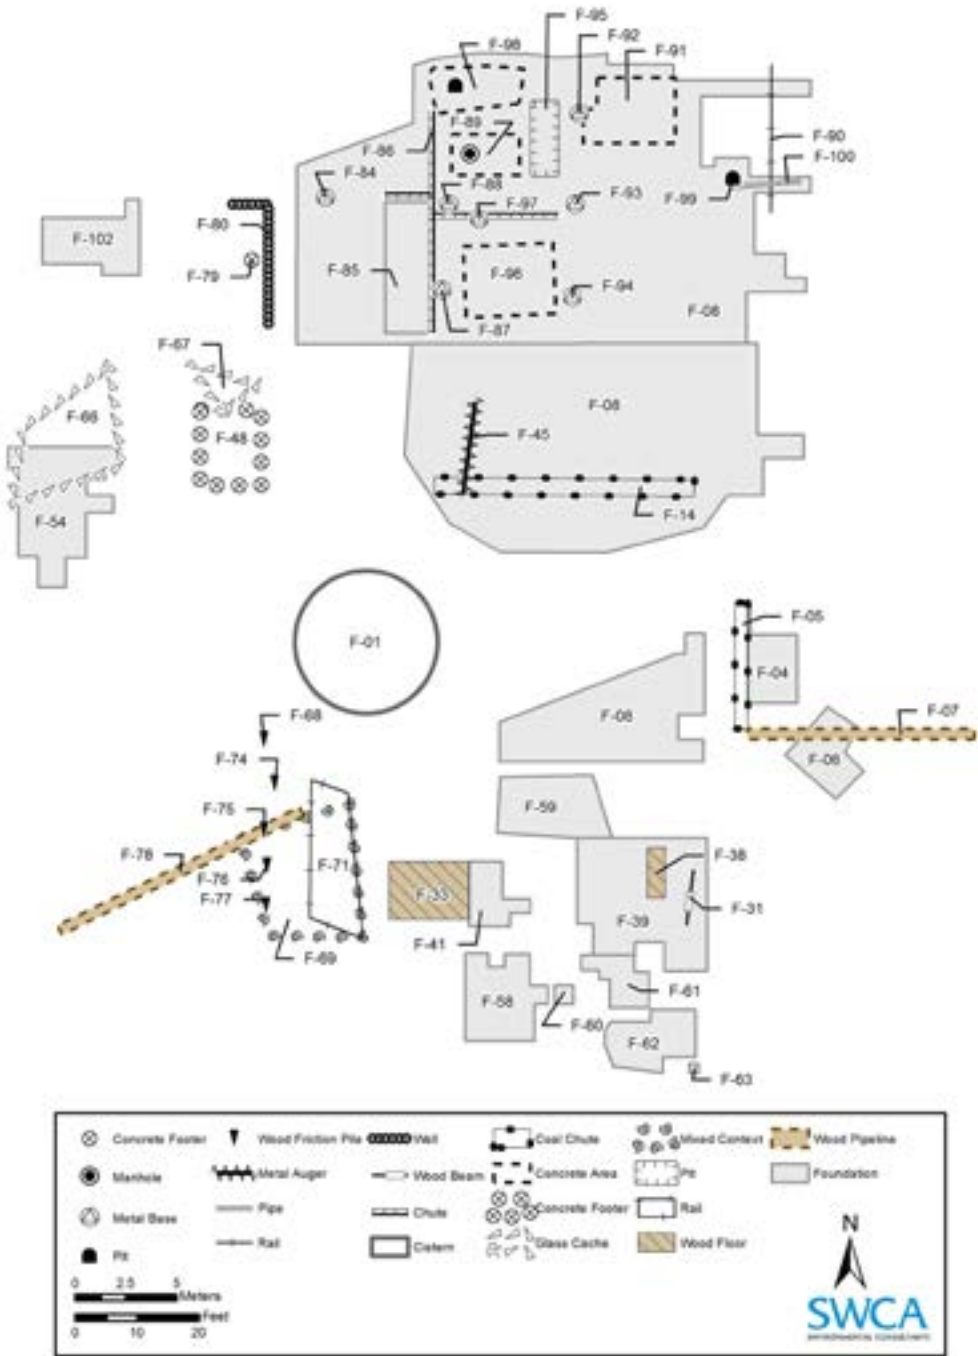 F-95
F-98
F-92
F-91
F-89
F-86
F-90
F-100
F-84
F-88
F-93
F-99
F-97
F-80
F-102
F-79
F-85
F-96
F-94
F-08
F-87
F-67
F-66
F-48
F-08
F-45
F-14
F-54
F-01
F-05
F-04
F-68
F-08
F-07
F-06
F-74
F-75
F-59
F-78
F-76
F-71
F-38
F-77
F-33
F-31
F-39
F-41
F-69
F-58
F-61
F-60
F-62
F-63
Concrete Footer
Wood Friction Pile
Wall
Coal Chute
Mixed Context
Wood Pipeline
Manhole
Metal Auger
Wood Beam
Concrete Area
Pit
Foundation
Metal Base
Pipe
Chute
Concrete Footer
Rail
Pit
Rail
Cistern
Glass Cache
Wood Floor
N
0 2.5 5
Meters
Feet
0 10 20
SWCA
ENVIRONMENTAL CONSULTANTS